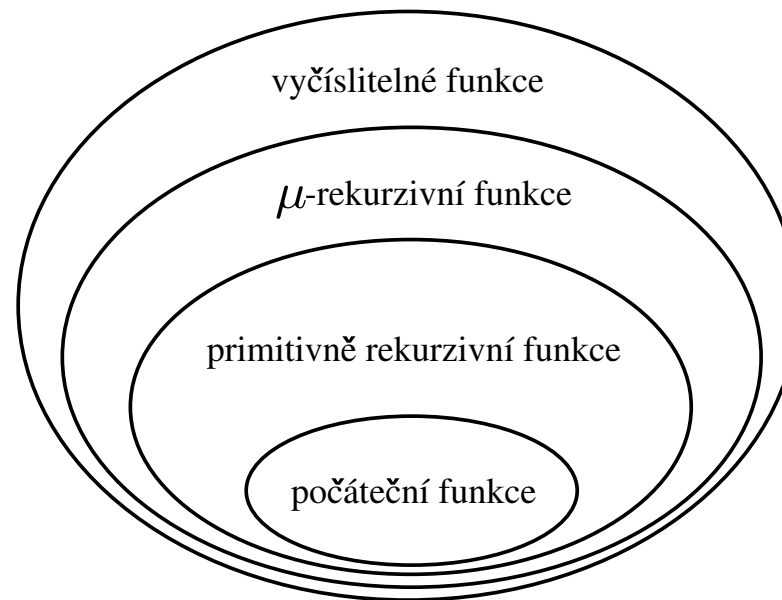 vyčíslitelné funkce
μ-rekurzivní funkce
primitivně rekurzivní funkce
počáteční funkce